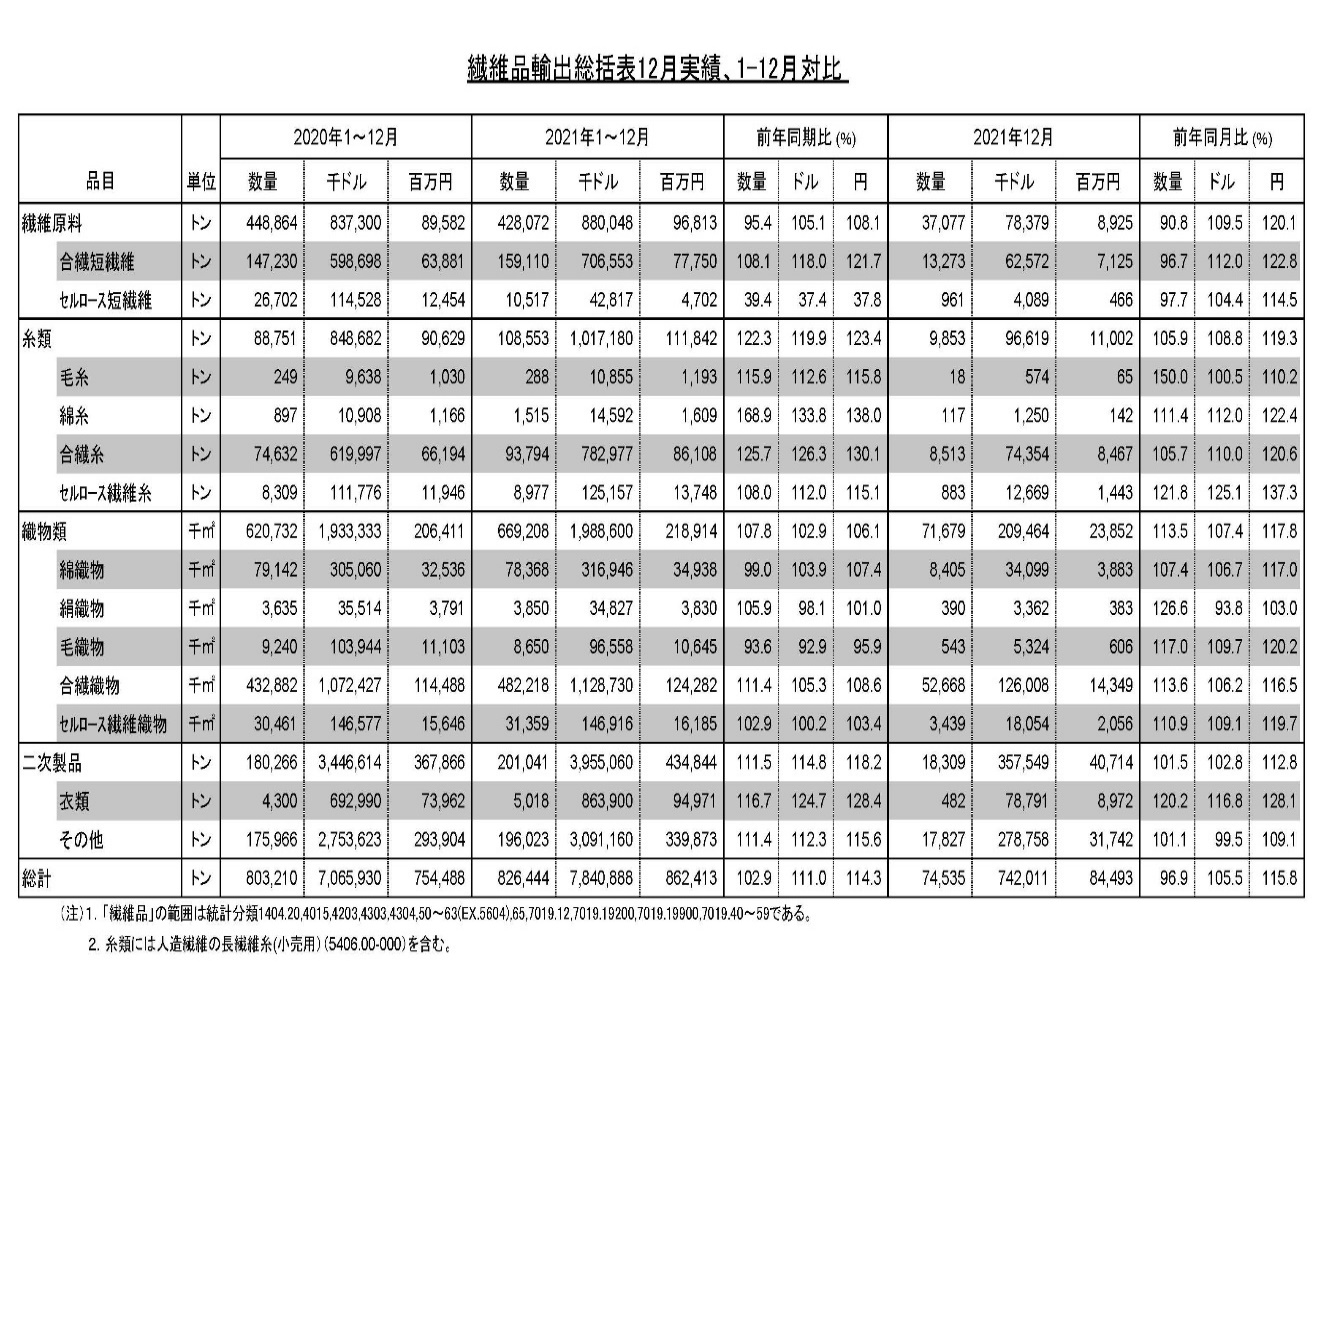 繊維品輸出総括表12月実績、1-12月対比
品目 単位 2020年1～12月 2021年1～12月 前年同期比 (%) 2021年12月 前年同月比 (%)
数量 千ドル 百万円 数量 千ドル 百万円 数量 ドル 円 数量 千ドル 百万円 数量 ドル 円
繊維原料 トン 448,864 837,300 89,582 428,072 880,048 96,813 95.4 105.1 108.1 37,077 78,379 8,925 90.8 109.5 120.1
合繊短繊維 トン 147,230 598,698 63,881 159,110 706,553 77,750 108.1 118.0 121.7 13,273 62,572 7,125 96.7 112.0 122.8
セルロース短繊維 トン 26,702 114,528 12,454 10,517 42,817 4,702 39.4 37.4 37.8 961 4,089 466 97.7 104.4 114.5
糸類 トン 88,751 848,682 90,629 108,553 1,017,180 111,842 122.3 119.9 123.4 9,853 96,619 11,002 105.9 108.8 119.3
毛糸 トン 249 9,638 1,030 288 10,855 1,193 115.9 112.6 115.8 18 574 65 150.0 100.5 110.2
綿糸 トン 897 10,908 1,166 1,515 14,592 1,609 168.9 133.8 138.0 117 1,250 142 111.4 112.0 122.4
合繊糸 トン 74,632 619,997 66,194 93,794 782,977 86,108 125.7 126.3 130.1 8,513 74,354 8,467 105.7 110.0 120.6
セルロース繊維糸 トン 8,309 111,776 11,946 8,977 125,157 13,748 108.0 112.0 115.1 883 12,669 1,443 121.8 125.1 137.3
織物類 千㎡ 620,732 1,933,333 206,411 669,208 1,988,600 218,914 107.8 102.9 106.1 71,679 209,464 23,852 113.5 107.4 117.8
綿織物 千㎡ 79,142 305,060 32,536 78,368 316,946 34,938 99.0 103.9 107.4 8,405 34,099 3,883 107.4 106.7 117.0
絹織物 千㎡ 3,635 35,514 3,791 3,850 34,827 3,830 105.9 98.1 101.0 390 3,362 383 126.6 93.8 103.0
毛織物 千㎡ 9,240 103,944 11,103 8,650 96,558 10,645 93.6 92.9 95.9 543 5,324 606 117.0 109.7 120.2
合繊織物 千㎡ 432,882 1,072,427 114,488 482,218 1,128,730 124,282 111.4 105.3 108.6 52,668 126,008 14,349 113.6 106.2 116.5
セルロース繊維織物 千㎡ 30,461 146,577 15,646 31,359 146,916 16,185 102.9 100.2 103.4 3,439 18,054 2,056 110.9 109.1 119.7
二次製品 トン 180,266 3,446,614 367,866 201,041 3,955,060 434,844 111.5 114.8 118.2 18,309 357,549 40,714 101.5 102.8 112.8
衣類 トン 4,300 692,990 73,962 5,018 863,900 94,971 116.7 124.7 128.4 482 78,791 8,972 120.2 116.8 128.1
その他 トン 175,966 2,753,623 293,904 196,023 3,091,160 339,873 111.4 112.3 115.6 17,827 278,758 31,742 101.1 99.5 109.1
総計 トン 803,210 7,065,930 754,488 826,444 7,840,888 862,413 102.9 111.0 114.3 74,535 742,011 84,493 96.9 105.5 115.8
（注）1．「繊維品」の範囲は統計分類1404.20,4015,4203,4303,4304,50～63(EX.5604),65,7019.12,7019.19200,7019.19900,7019.40～59である。
2．糸類には人造繊維の長繊維糸(小売用)（5406.00-000)を含む。